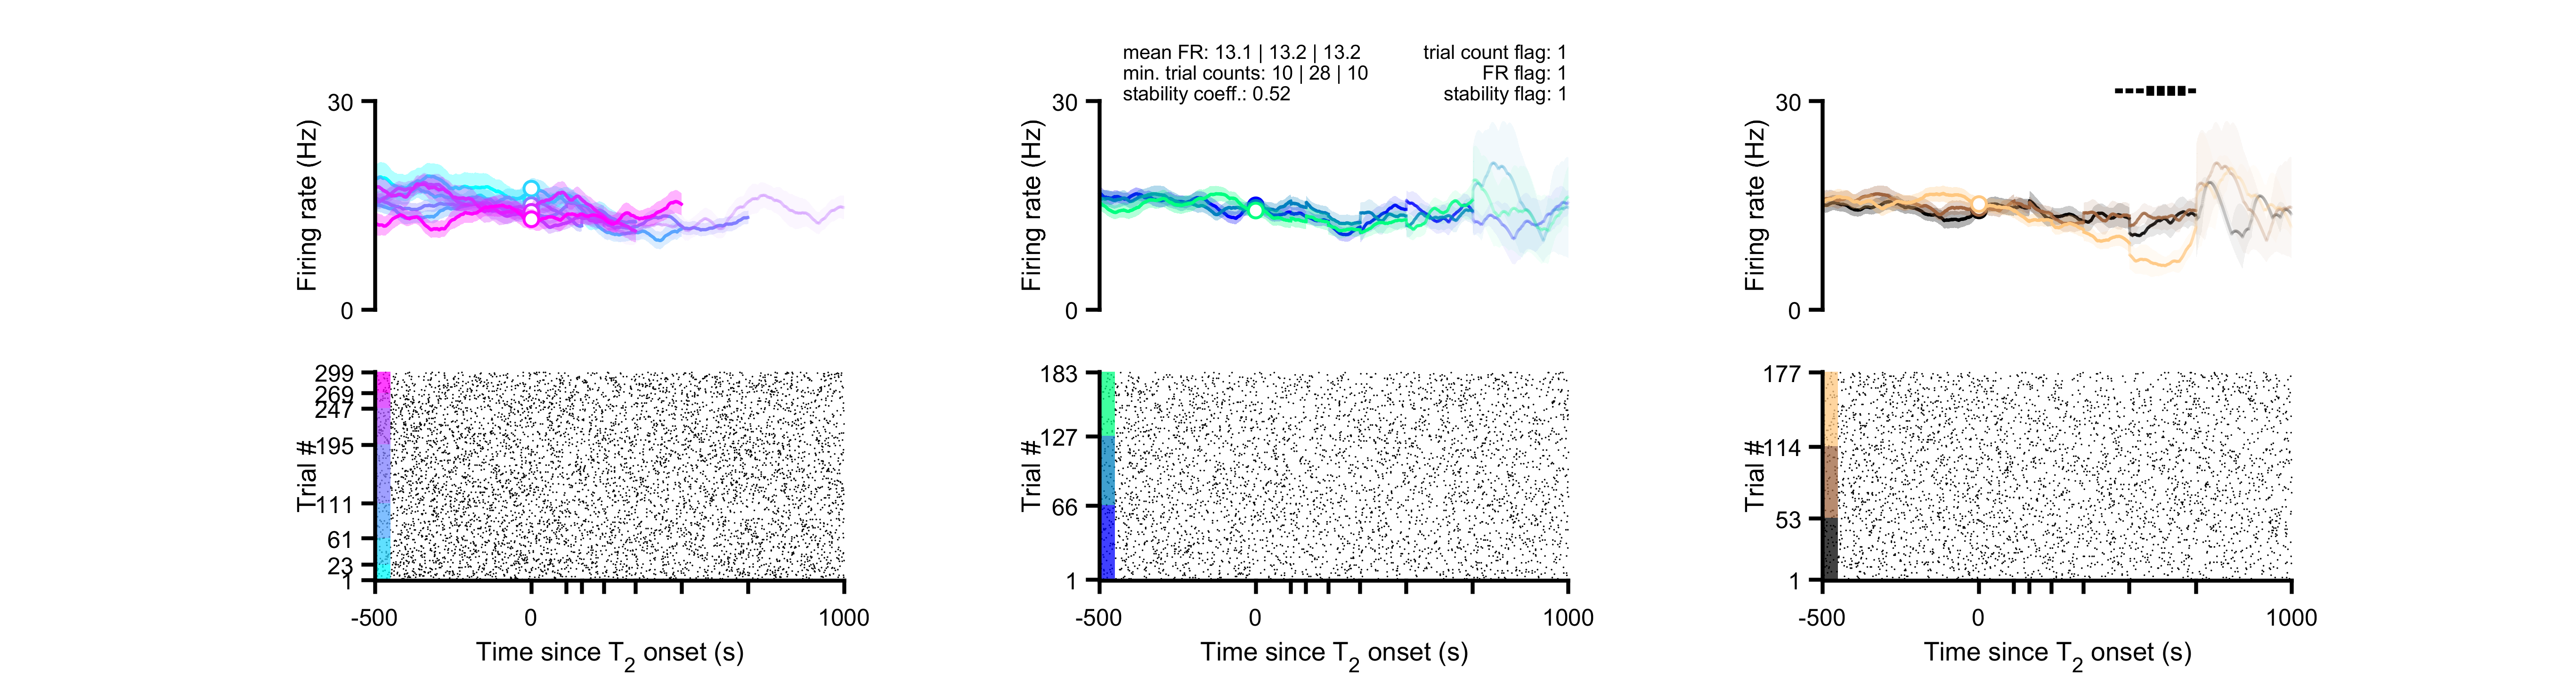 mean FR: 13.1 | 13.2 | 13.2
min. trial counts: 10 | 28 | 10
stability coeff.: 0.52
trial count flag: 1
FR flag: 1
stability flag: 1
30
Firing rate (Hz)
0
30
Firing rate (Hz)
0
30
Firing rate (Hz)
0
299
269
247
195
Trial #
111
61
23
1
-500
0
1000
Time since T2 onset (s)
183
127
Trial #
66
1
-500
0
1000
Time since T2 onset (s)
177
114
Trial #
53
1
-500
0
1000
Time since T2 onset (s)